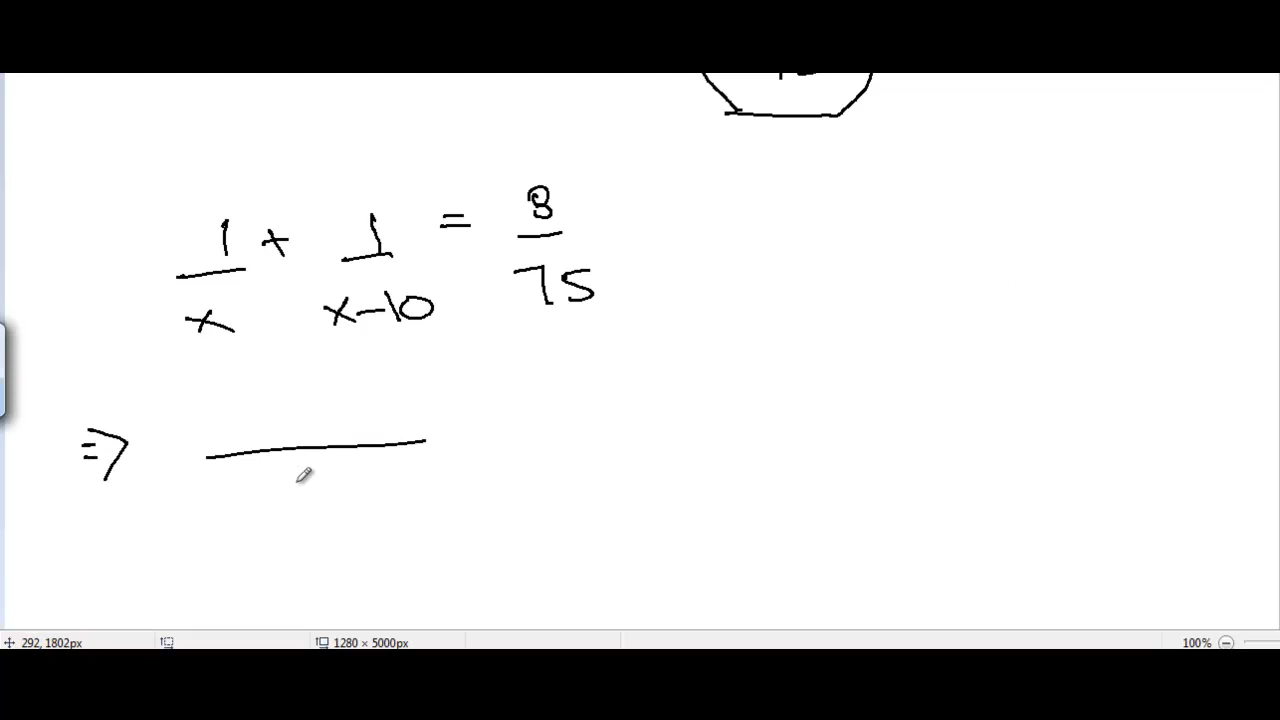 1/x + 1/x-10 = 8/75
=>
292, 1802px 1280 × 5000px 100%